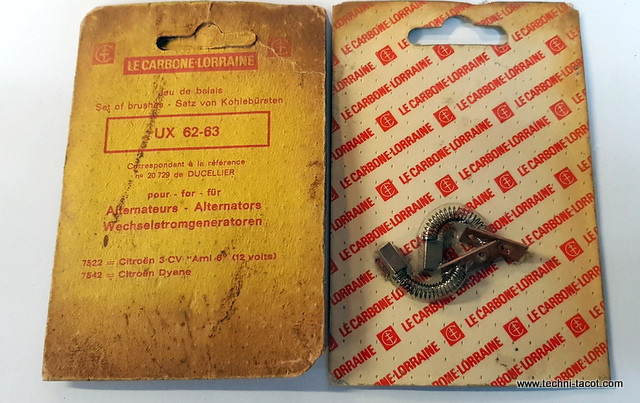 LE CARBONE-LORRAINE
Jeu de balais
Set of brushes - Satz von Kohlebürsten
UX 62-63
Correspondant à la référence
n° 20 729 de DUCELLIER
pour - for - für
Alternateurs - Alternators
Wechselstromgeneratoren
7522 = Citroën 3 CV "Ami 6" (12 volts)
7542 = Citroën Dyane
LE CARBONE-LORRAINE
LE CARBONE-LORRAINE
LE CARBONE-LORRAINE
LE CARBONE-LORRAINE
LE CARBONE-LORRAINE
LE CARBONE-LORRAINE
www.techni-tacot.com